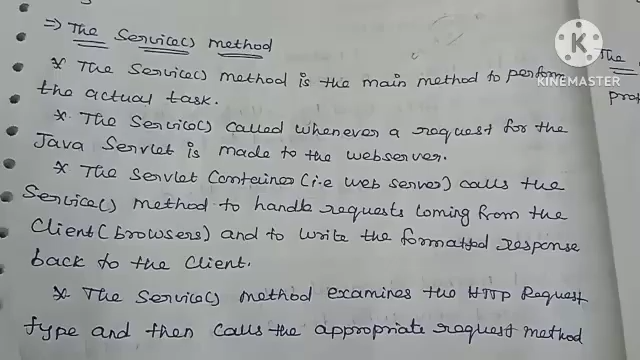 ⇒ The Service() method
* The Service() method is the main method to perform
the actual task.
* The Service() called whenever a request for the
Java Servlet is made to the webserver.
* The Servlet Container (i.e web server) calls the
Service() method to handle requests coming from the
Client (browsers) and to write the formatted response
back to the client.
* The Service() method examines the HTTP Request
type and then calls the appropriate request method
KINEMASTER
The